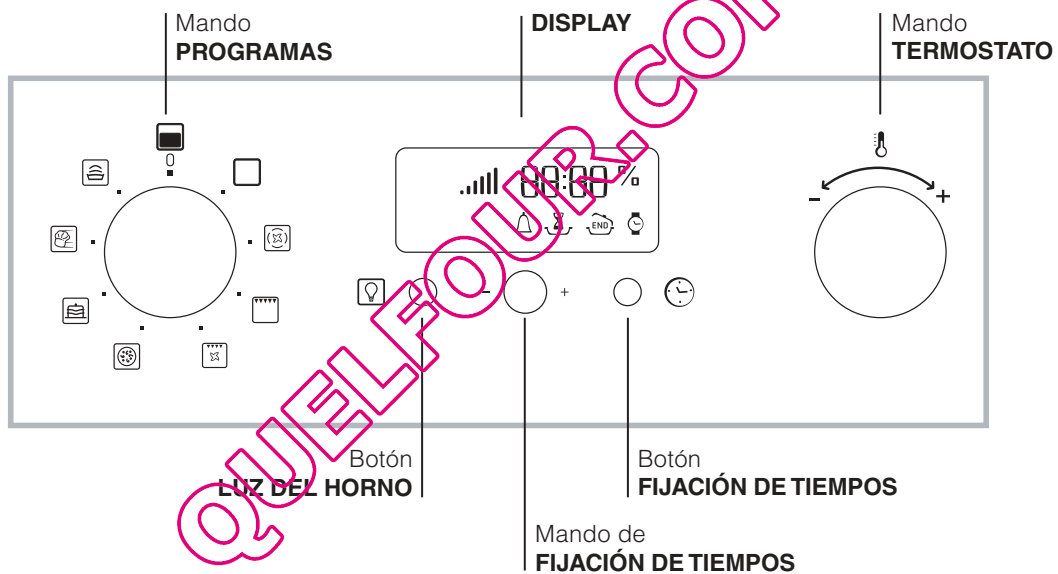 Mando
PROGRAMAS
DISPLAY
Mando
TERMOSTATO
0
88:88 %
END
- +
- +
Botón
LUZ DEL HORNO
Botón
FIJACIÓN DE TIEMPOS
Mando de
FIJACIÓN DE TIEMPOS
QUELFOUR.COM